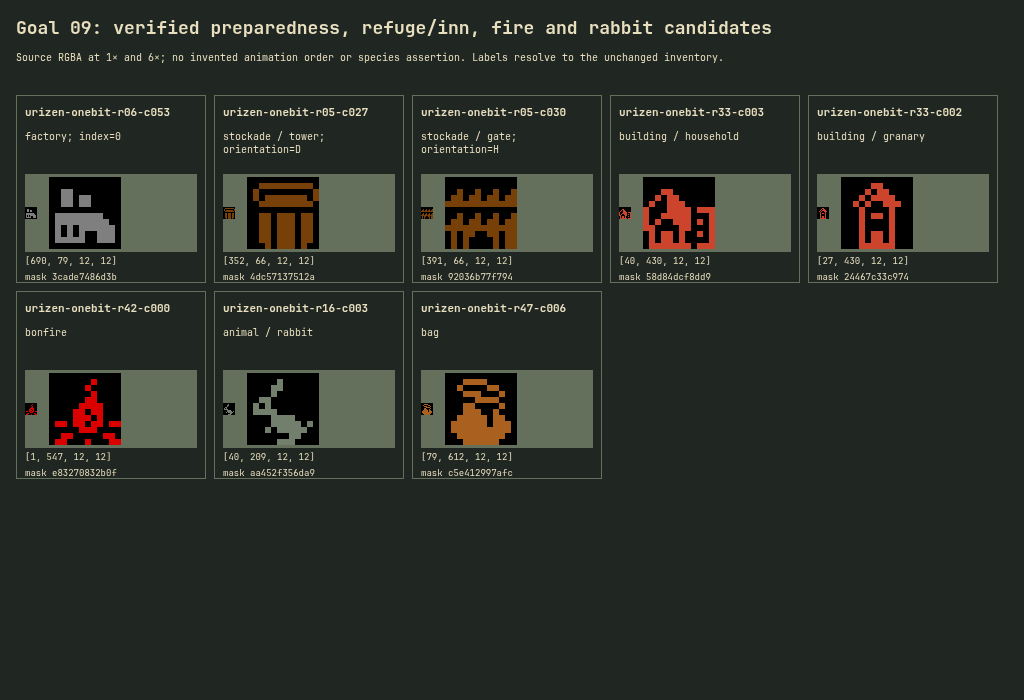 Goal 09: verified preparedness, refuge/inn, fire and rabbit candidates
Source RGBA at 1× and 6×; no invented animation order or species assertion. Labels resolve to the unchanged inventory.
urizen-onebit-r06-c053
factory; index=0
[690, 79, 12, 12]
mask 3cade7486d3b
urizen-onebit-r05-c027
stockade / tower;
orientation=D
[352, 66, 12, 12]
mask 4dc57137512a
urizen-onebit-r05-c030
stockade / gate;
orientation=H
[391, 66, 12, 12]
mask 92036b77f794
urizen-onebit-r33-c003
building / household
[40, 430, 12, 12]
mask 58d84dcf8dd9
urizen-onebit-r33-c002
building / granary
[27, 430, 12, 12]
mask 24467c33c974
urizen-onebit-r42-c000
bonfire
[1, 547, 12, 12]
mask e83270832b0f
urizen-onebit-r16-c003
animal / rabbit
[40, 209, 12, 12]
mask aa452f356da9
urizen-onebit-r47-c006
bag
[79, 612, 12, 12]
mask c5e412997afc